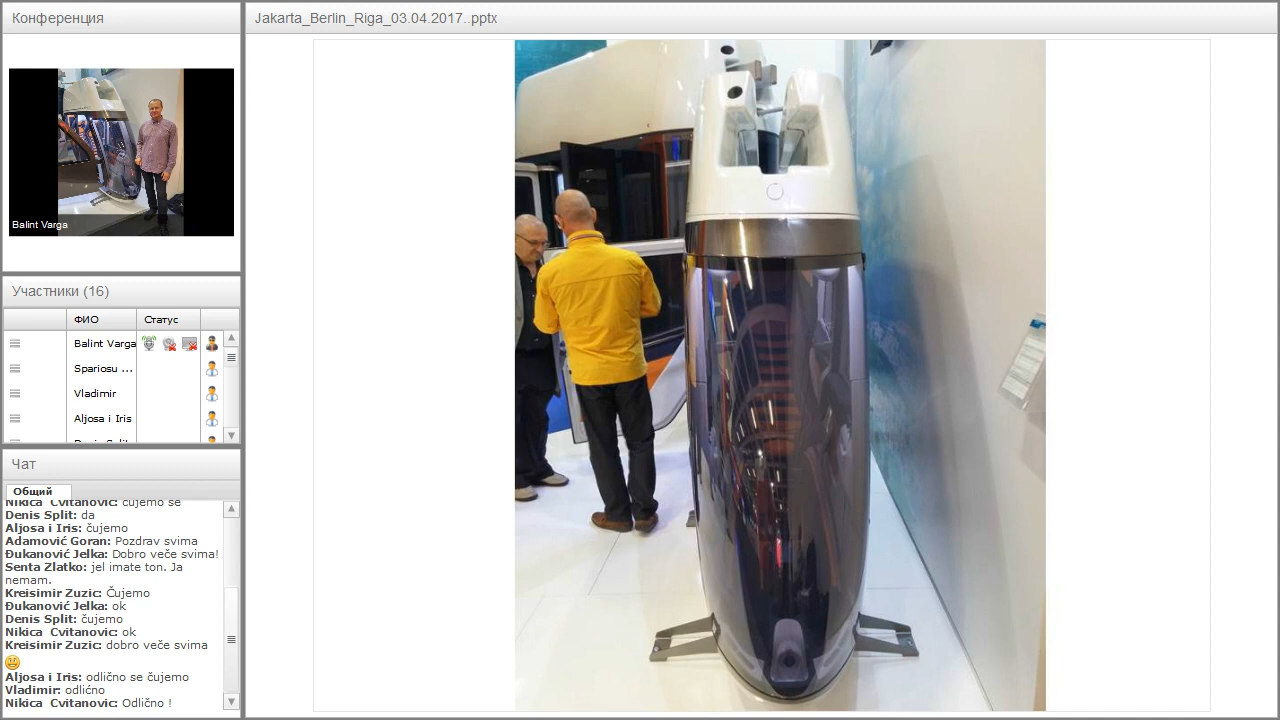 Конференция
Balint Varga
Участники (16)
ФИО Статус
Balint Varga
Spariosu ...
Vladimir
Aljosa i Iris
Чат
Общий
Nikica Cvitanovic: čujemo se
Denis Split: da
Aljosa i Iris: čujemo
Adamović Goran: Pozdrav svima
Đukanović Jelka: Dobro veče svima!
Senta Zlatko: jel imate ton. Ja
nemam.
Kreisimir Zuzic: Čujemo
Đukanović Jelka: ok
Denis Split: čujemo
Nikica Cvitanovic: ok
Kreisimir Zuzic: dobro veče svima
Aljosa i Iris: odlično se čujemo
Vladimir: odlićno
Nikica Cvitanovic: Odlično !
Jakarta_Berlin_Riga_03.04.2017..pptx